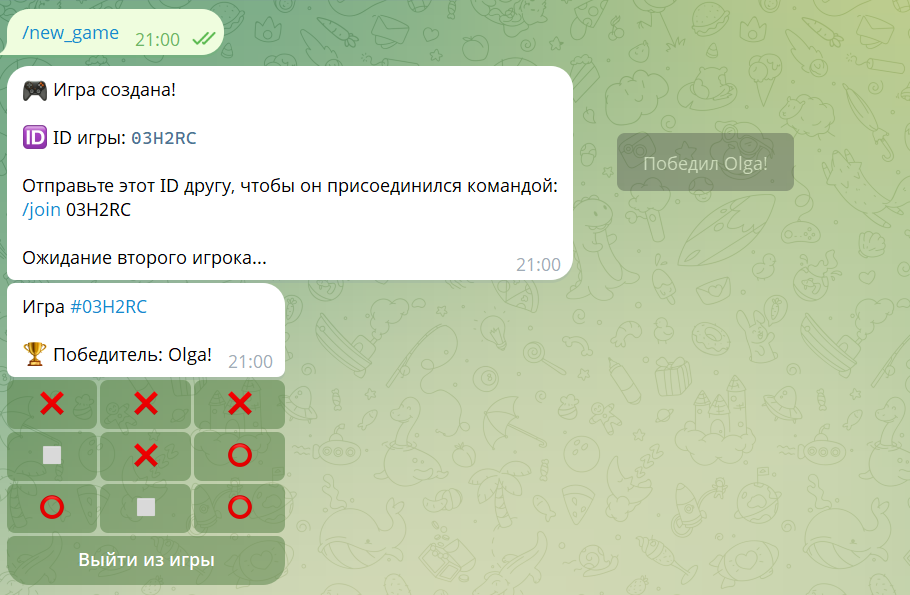 /new_game 21:00
🎮 Игра создана!
🆔 ID игры: 03H2RC
Отправьте этот ID другу, чтобы он присоединился командой:
/join 03H2RC
Ожидание второго игрока...
21:00
Победил Olga!
Игра #03H2RC
🏆 Победитель: Olga! 21:00
❌ ❌ ❌
◻️ ❌ ⭕
⭕ ◻️ ⭕
Выйти из игры